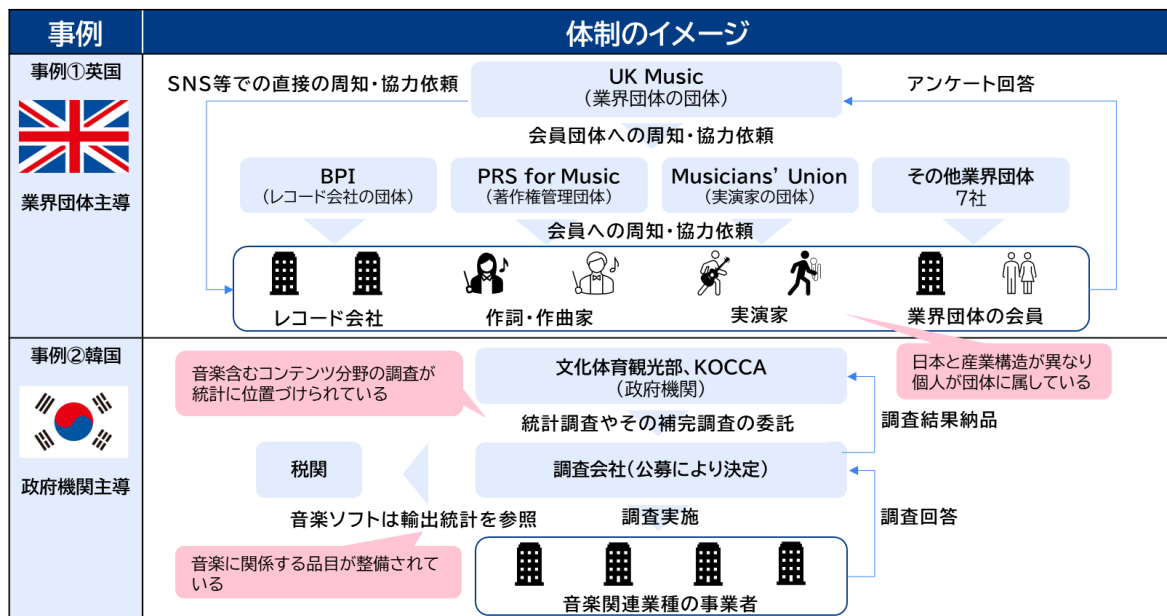 事例
体制のイメージ
事例①英国
業界団体主導
SNS等での直接の周知・協力依頼
UK Music
(業界団体の団体)
アンケート回答
会員団体への周知・協力依頼
BPI
(レコード会社の団体)
PRS for Music
(著作権管理団体)
Musicians' Union
(実演家の団体)
その他業界団体
7社
会員への周知・協力依頼
レコード会社
作詞・作曲家
実演家
業界団体の会員
日本と産業構造が異なり
個人が団体に属している
事例②韓国
政府機関主導
音楽含むコンテンツ分野の調査が
統計に位置づけられている
文化体育観光部、KOCCA
(政府機関)
統計調査やその補完調査の委託
調査結果納品
税関
調査会社(公募により決定)
音楽ソフトは輸出統計を参照
調査実施
調査回答
音楽に関係する品目が整備されて
いる
音楽関連業種の事業者